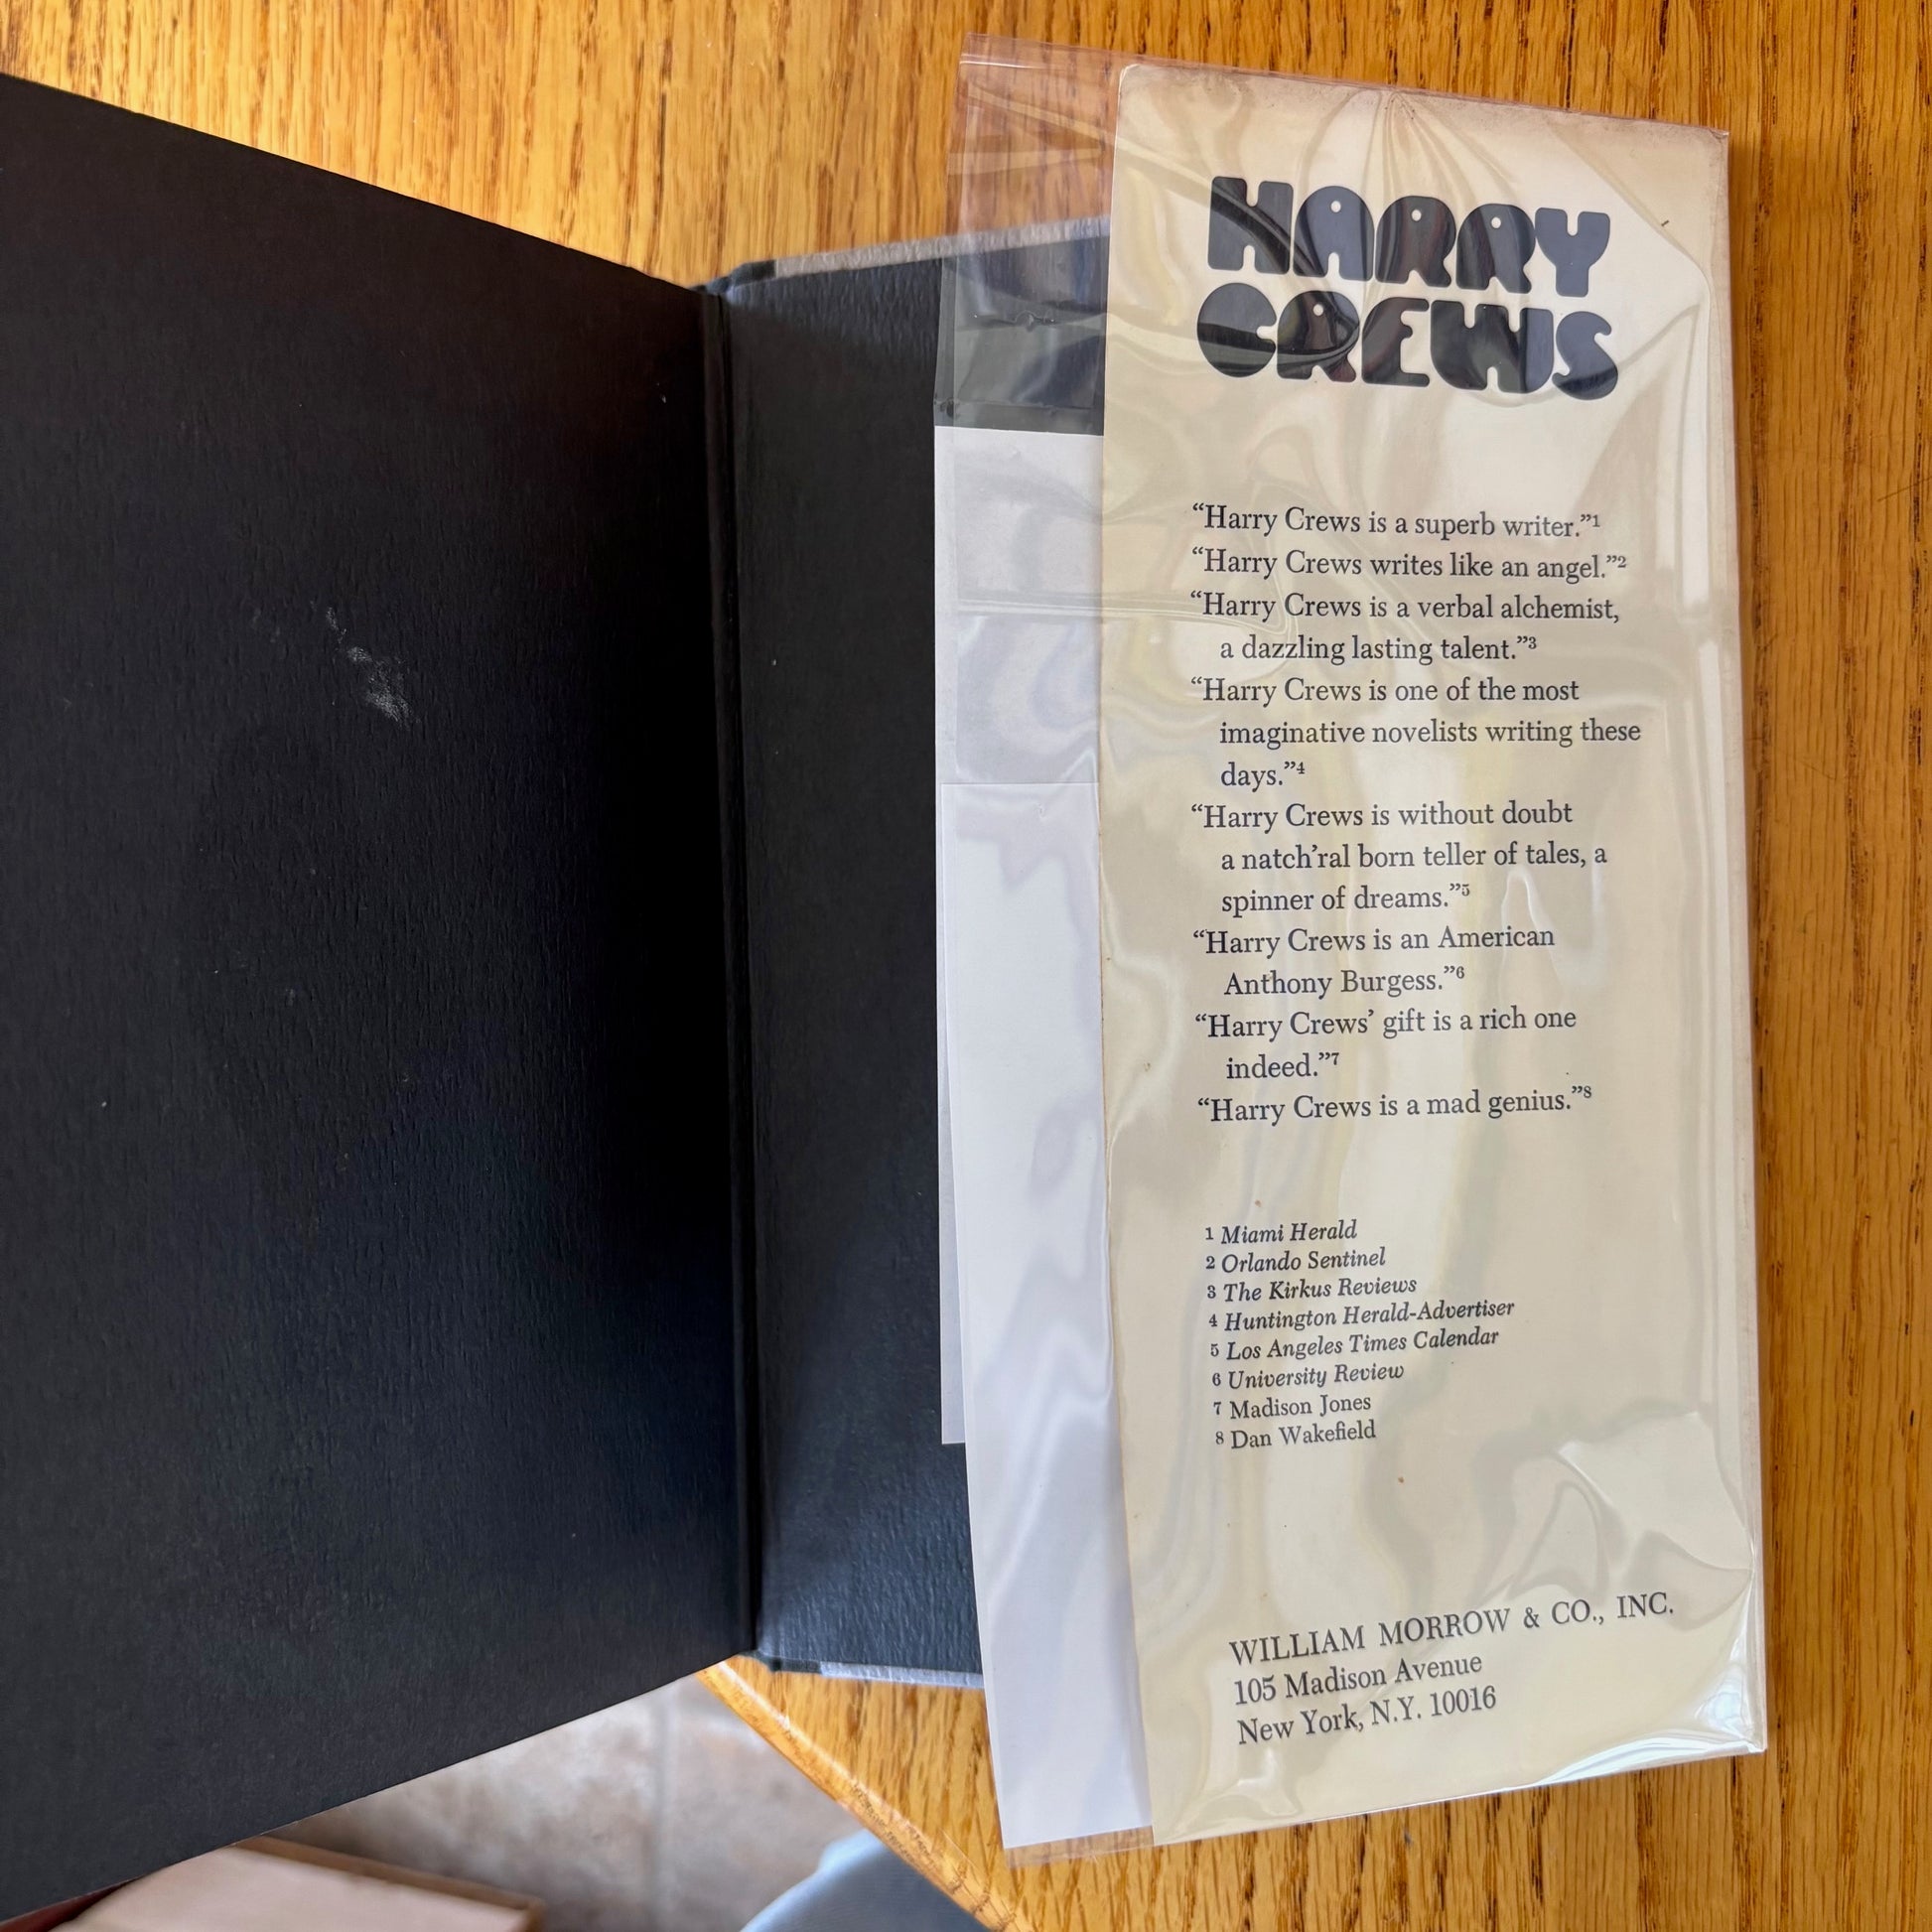 HARRY
CREWS
“Harry Crews is a superb writer.”¹
“Harry Crews writes like an angel.”²
“Harry Crews is a verbal alchemist,
a dazzling lasting talent.”³
“Harry Crews is one of the most
imaginative novelists writing these
days.”⁴
“Harry Crews is without doubt
a natch’ral born teller of tales, a
spinner of dreams.”⁵
“Harry Crews is an American
Anthony Burgess.”⁶
“Harry Crews’ gift is a rich one
indeed.”⁷
“Harry Crews is a mad genius.”⁸
1 Miami Herald
2 Orlando Sentinel
3 The Kirkus Reviews
4 Huntington Herald-Advertiser
5 Los Angeles Times Calendar
6 University Review
7 Madison Jones
8 Dan Wakefield
WILLIAM MORROW & CO., INC.
105 Madison Avenue
New York, N.Y. 10016